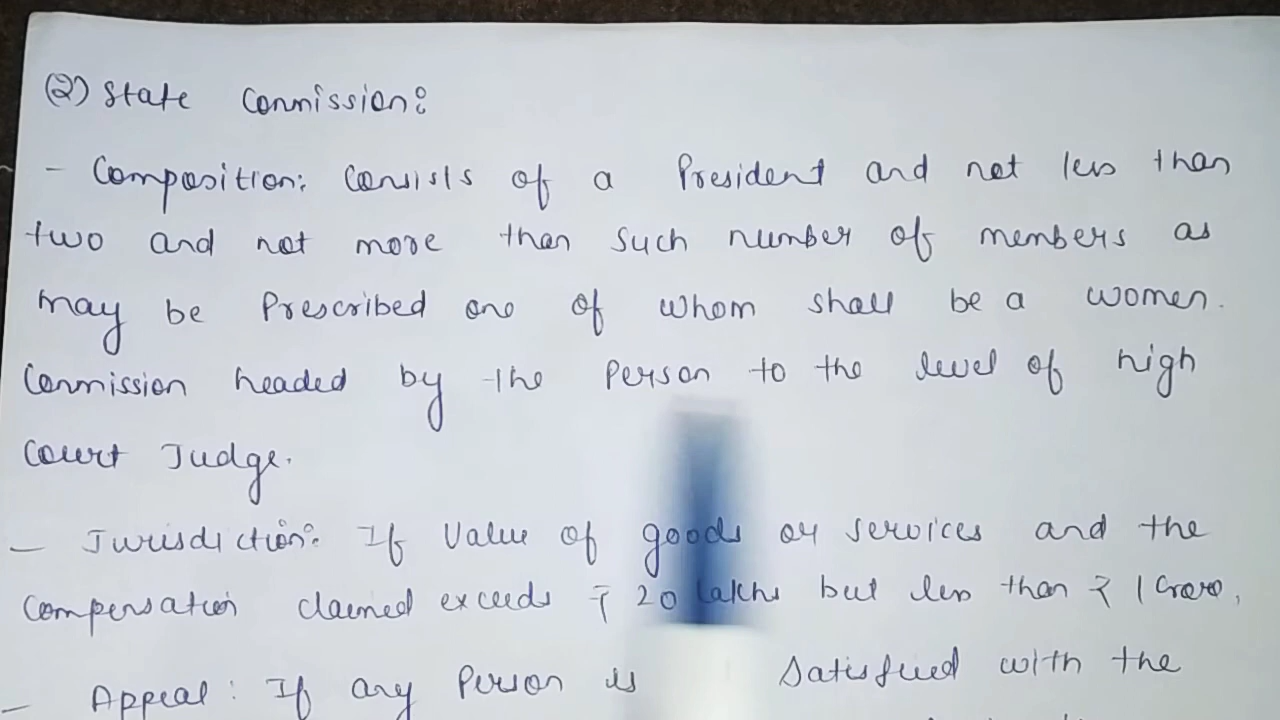 (2) State Commission:
- Composition: Consists of a President and not less than
two and not more than such number of members as
may be Prescribed one of whom shall be a women.
Commission headed by the Person to the level of high
Court Judge.
- Jurisdiction: If Value of goods or services and the
Compensation claimed exceeds ₹ 20 lakhs but less than ₹ 1 Crore,
- Appeal: If any Person is satisfied with the